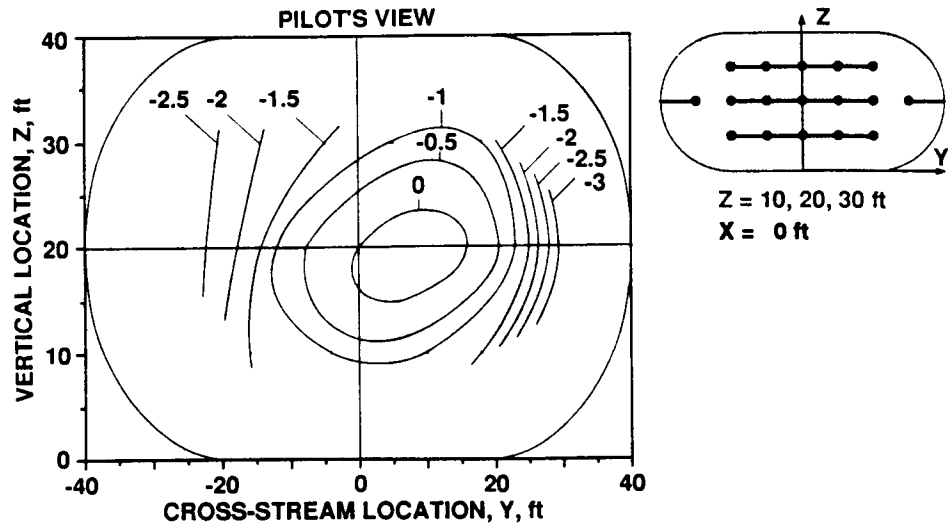 PILOT'S VIEW
40
30
20
10
0
VERTICAL LOCATION, Z, ft
-2.5 -2 -1.5 -1
-0.5
0
-1.5
-2
-2.5
-3
-40 -20 0 20 40
CROSS-STREAM LOCATION, Y, ft
Z
Y
Z = 10, 20, 30 ft
X = 0 ft